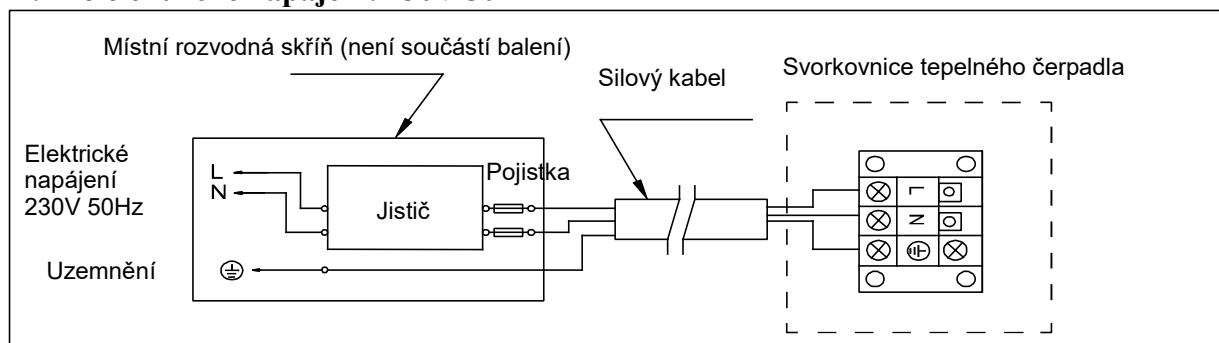 Místní rozvodná skříň (není součástí balení)
Silový kabel
Svorkovnice tepelného čerpadla
Elektrické
napájení
230V 50Hz
L
N
Jistič
Pojistka
Uzemnění
L
N